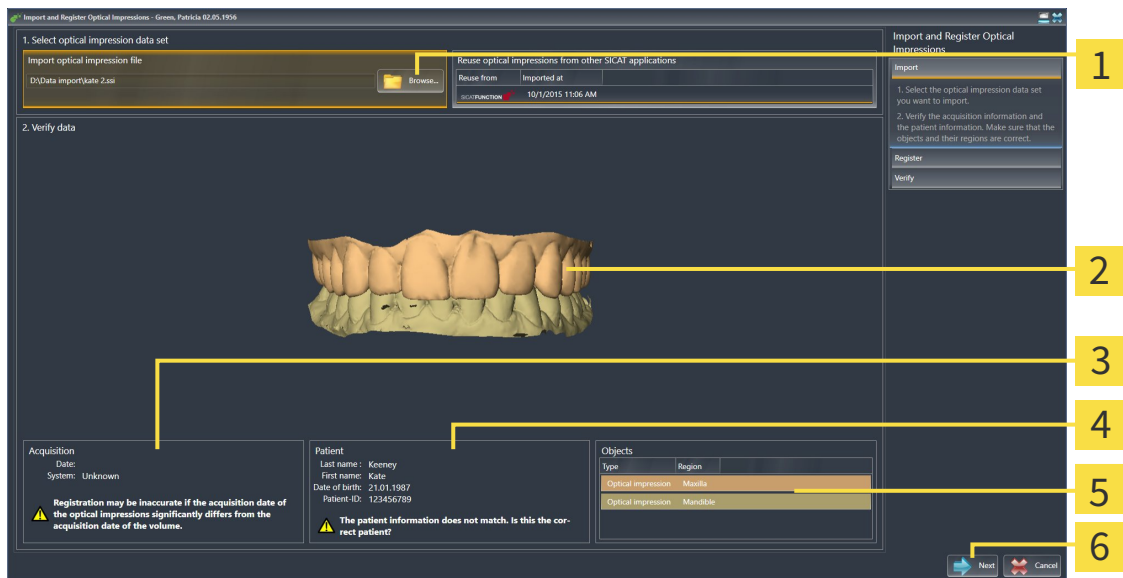 Import and Register Optical Impressions - Green, Patricia 02.05.1956
1. Select optical impression data set
Import optical impression file
D:\Data import\kate 2.ssi
Browse...
Reuse optical impressions from other SICAT applications
Reuse from Imported at
SICATFUNCTION 10/1/2015 11:06 AM
2. Verify data
Acquisition
Date:
System: Unknown
Registration may be inaccurate if the acquisition date of
the optical impressions significantly differs from the
acquisition date of the volume.
Patient
Last name : Keeney
First name: Kate
Date of birth: 21.01.1987
Patient-ID: 123456789
The patient information does not match. Is this the cor-
rect patient?
Objects
Type Region
Optical impression Maxilla
Optical impression Mandible
Import and Register Optical
Impressions
Import
1. Select the optical impression data set
you want to import.
2. Verify the acquisition information and
the patient information. Make sure that the
objects and their regions are correct.
Register
Verify
Next
Cancel
1
2
3
4
5
6